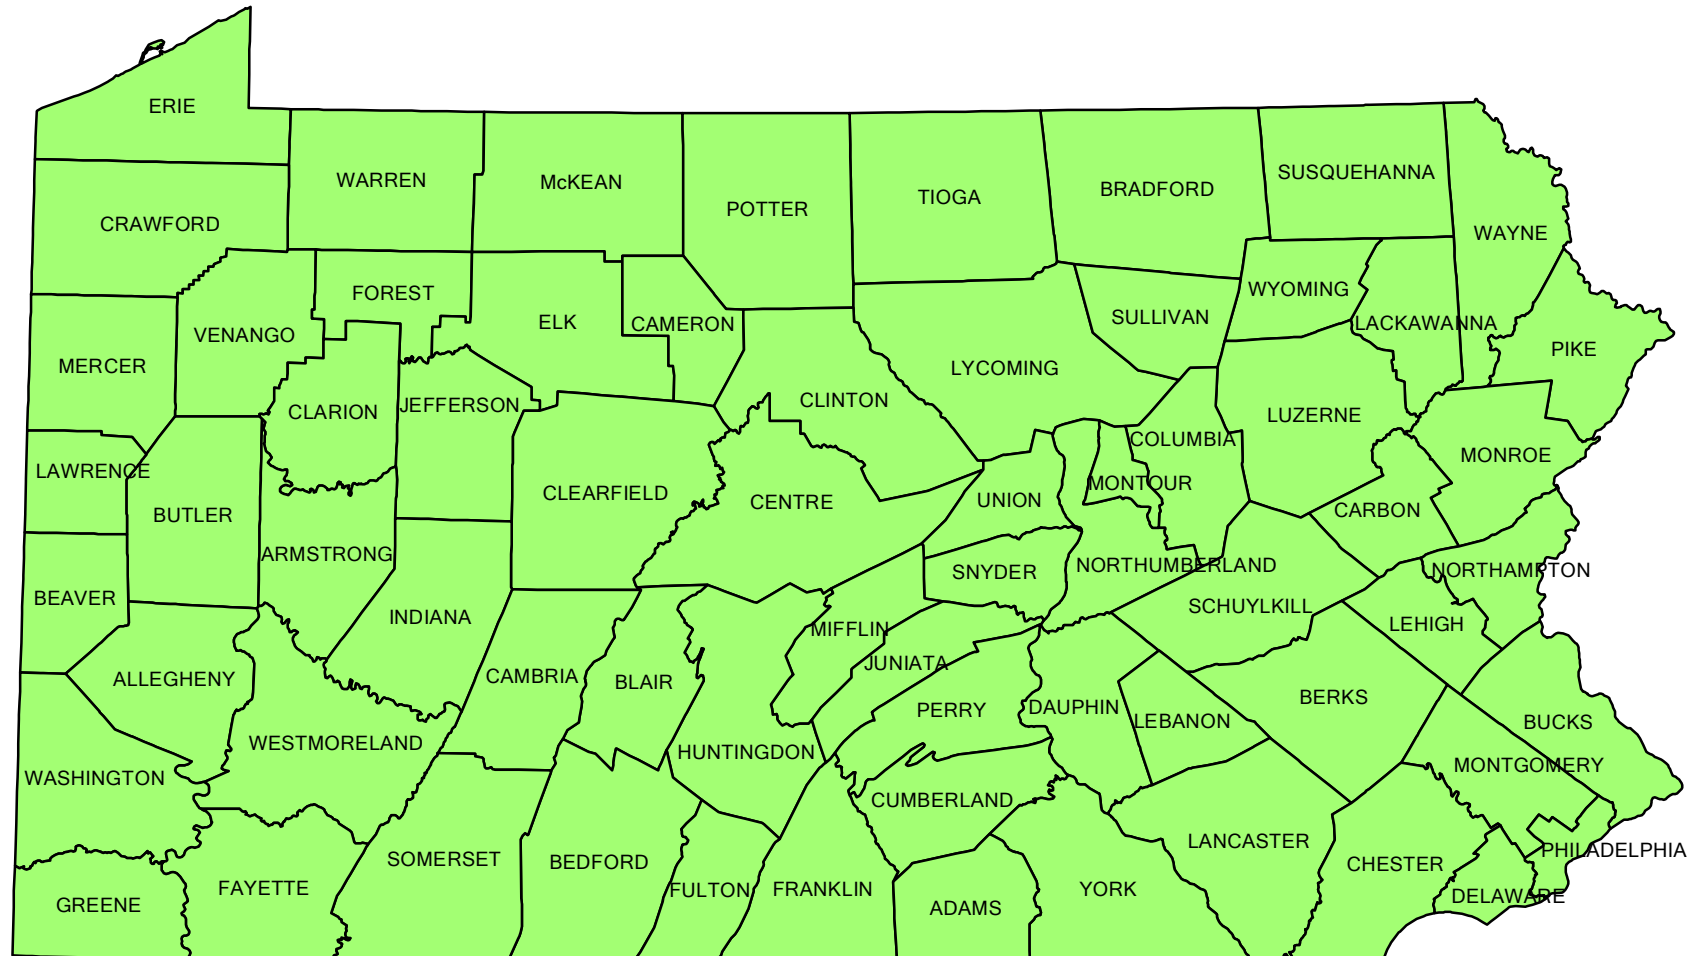 ERIE
WARREN
McKEAN
SUSQUEHANNA
BRADFORD
TIOGA
POTTER
CRAWFORD
WAYNE
FOREST
WYOMING
ELK
CAMERON
SULLIVAN
LACKAWANNA
VENANGO
PIKE
MERCER
LYCOMING
CLINTON
JEFFERSON
CLARION
LUZERNE
COLUMBIA
MONROE
LAWRENCE
MONTOUR
CLEARFIELD
CENTRE
UNION
CARBON
BUTLER
ARMSTRONG
NORTHUMBERLAND
NORTHAMPTON
SNYDER
BEAVER
SCHUYLKILL
INDIANA
LEHIGH
MIFFLIN
JUNIATA
CAMBRIA
ALLEGHENY
BLAIR
BERKS
DAUPHIN
PERRY
LEBANON
BUCKS
WESTMORELAND
HUNTINGDON
MONTGOMERY
WASHINGTON
CUMBERLAND
LANCASTER
PHILADELPHIA
SOMERSET
BEDFORD
CHESTER
FAYETTE
FULTON
FRANKLIN
YORK
DELAWARE
GREENE
ADAMS